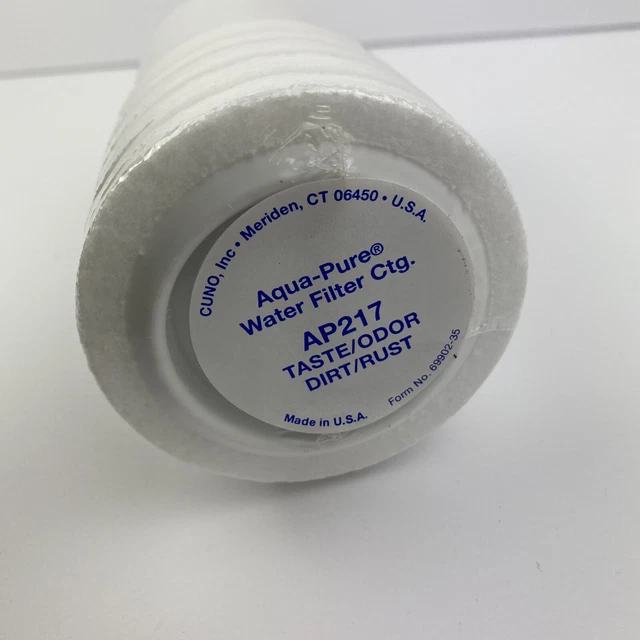 CUNO, Inc • Meriden, CT 06450 • U.S.A.
Aqua-Pure®
Water Filter Ctg.
AP217
TASTE/ODOR
DIRT/RUST
Form No. 69902-35
Made in U.S.A.